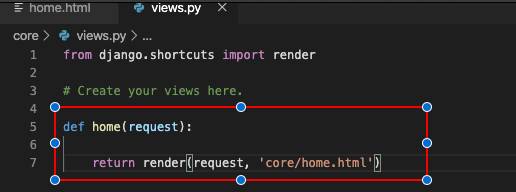 home.html
views.py
core > views.py > ...
1 from django.shortcuts import render
2
3 # Create your views here.
4
5 def home(request):
6
7     return render(request, 'core/home.html')